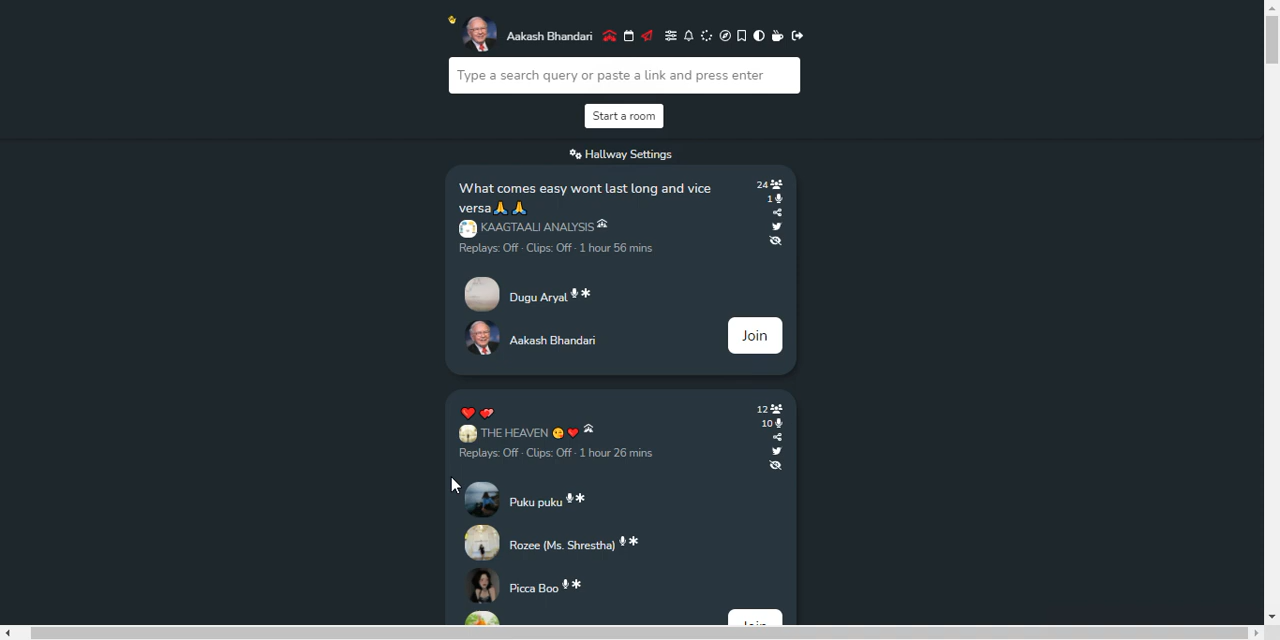 Aakash Bhandari
Type a search query or paste a link and press enter
Start a room
Hallway Settings
What comes easy wont last long and vice
versa🙏 🙏
24
1
KAAGTAALI ANALYSIS
Replays: Off · Clips: Off · 1 hour 56 mins
Dugu Aryal
Aakash Bhandari
Join
❤️ 💕
12
10
THE HEAVEN 😘 ❤️
Replays: Off · Clips: Off · 1 hour 26 mins
Puku puku
Rozee (Ms. Shrestha)
Picca Boo
Join